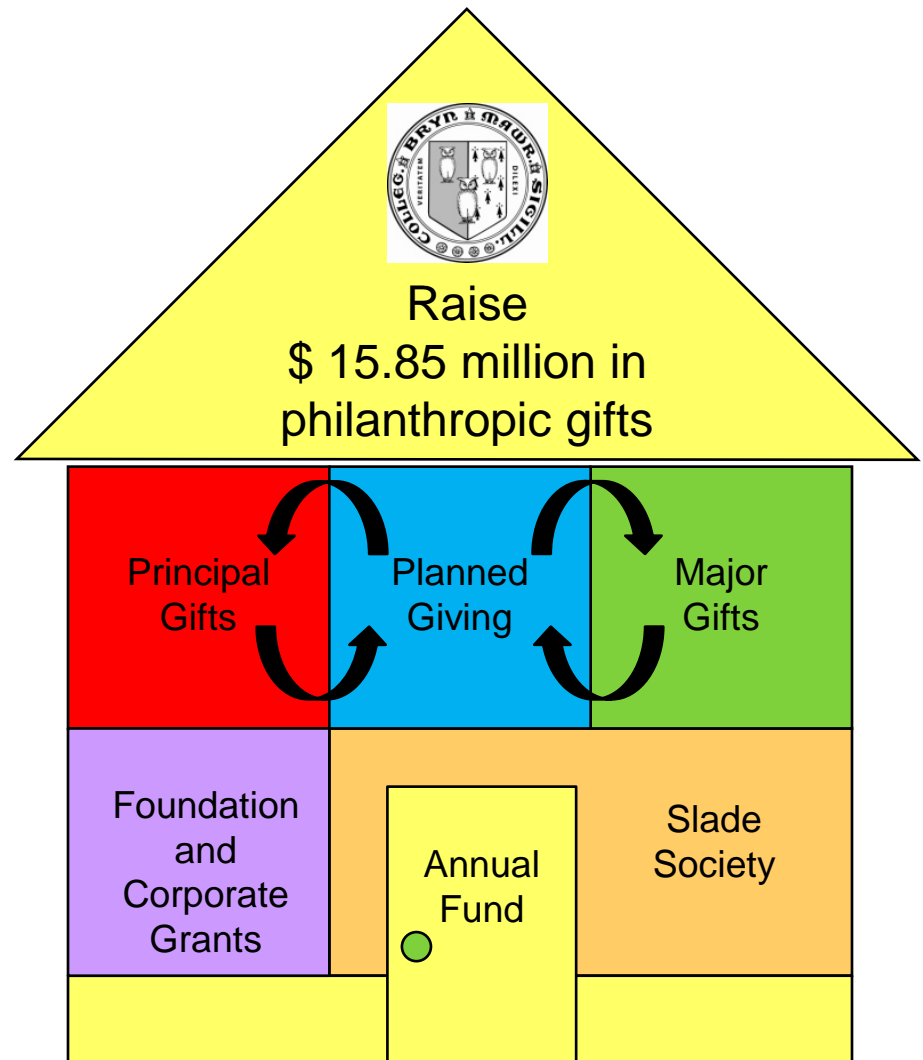 COLLEG. BRYN MAWR. SIGILL.
VERITATEM
DILEXI
Raise
$ 15.85 million in
philanthropic gifts
Principal
Gifts
Planned
Giving
Major
Gifts
Foundation
and
Corporate
Grants
Annual
Fund
Slade
Society